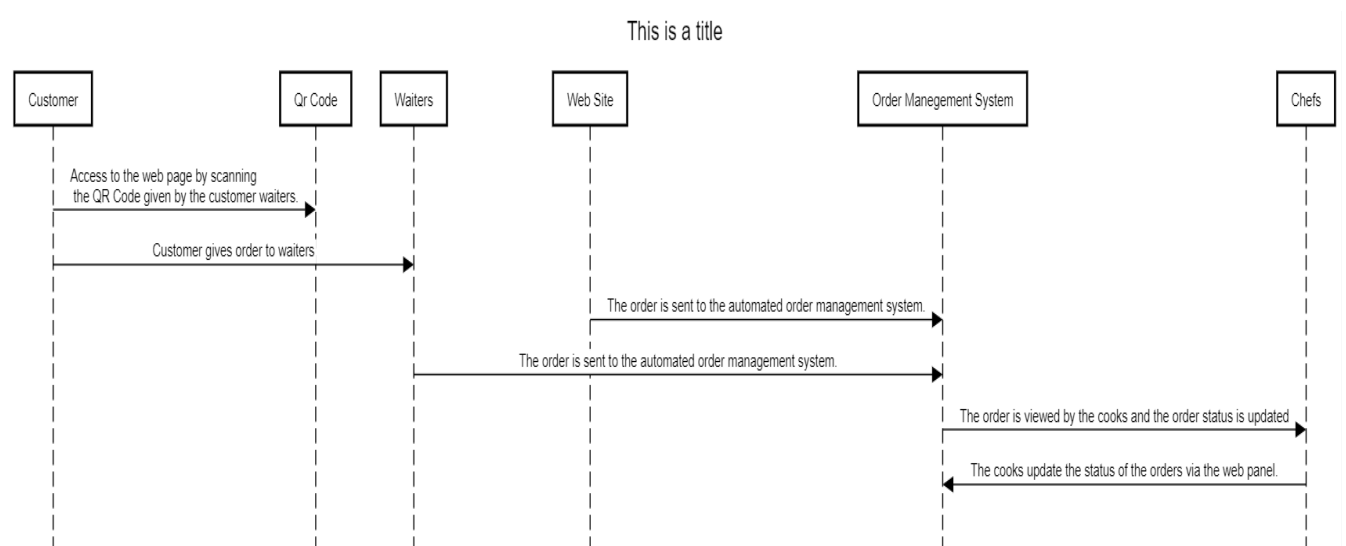 This is a title
Customer
Qr Code
Waiters
Web Site
Order Manegement System
Chefs
Access to the web page by scanning
the QR Code given by the customer waiters.
Customer gives order to waiters
The order is sent to the automated order management system.
The order is sent to the automated order management system.
The order is viewed by the cooks and the order status is updated
The cooks update the status of the orders via the web panel.